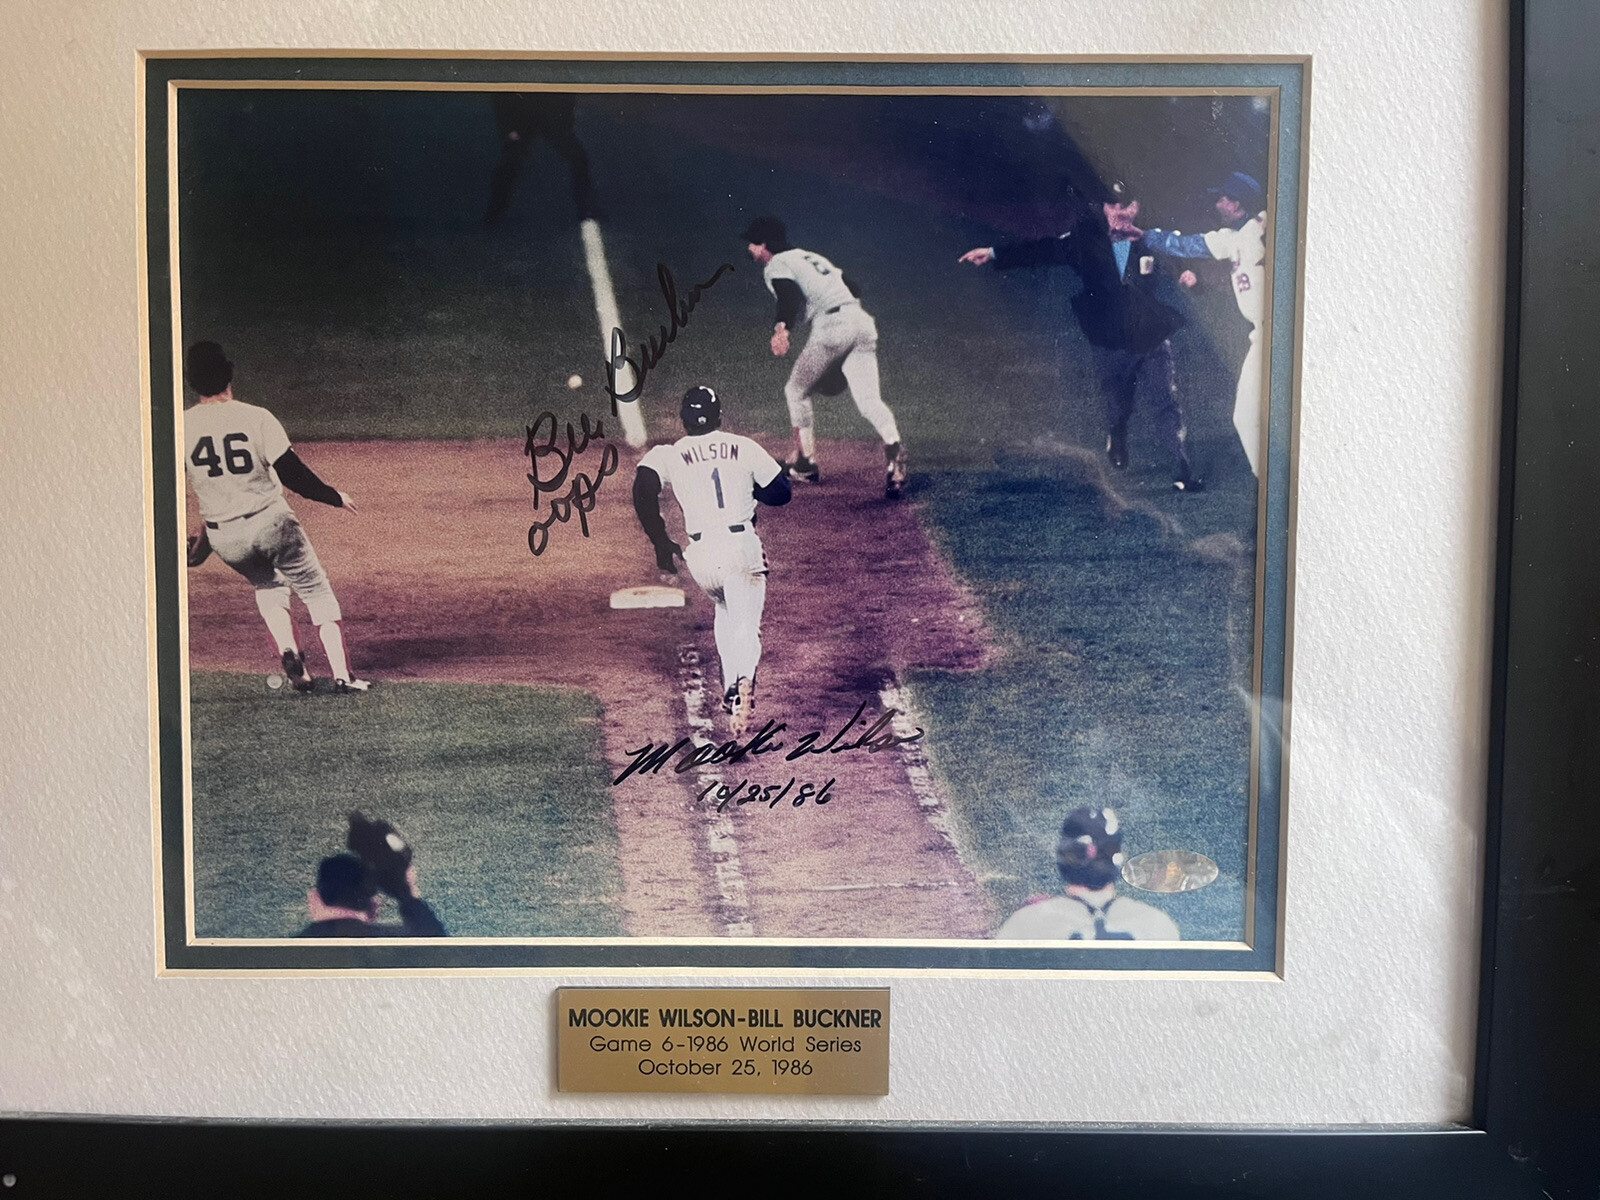 6
46
Bill Buckner
oops
WILSON
1
Mookie Wilson
10/25/86
MOOKIE WILSON-BILL BUCKNER
Game 6-1986 World Series
October 25, 1986